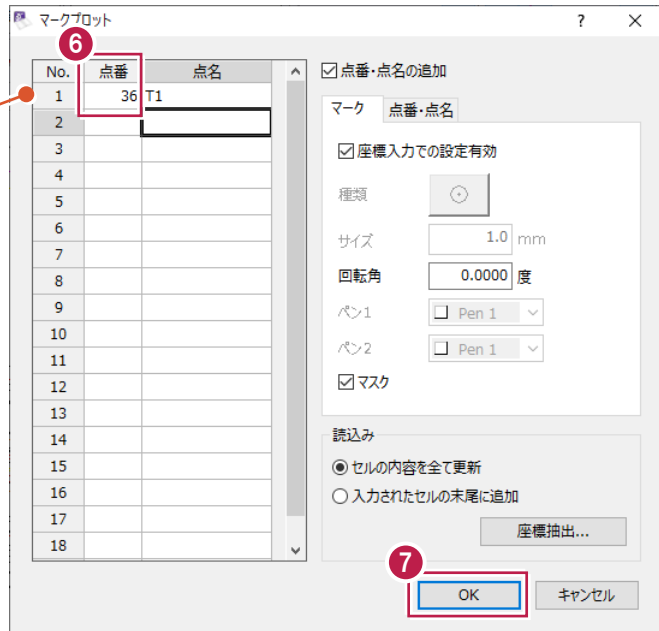 マークプロット
? ×
6
No. 点番 点名
1 36 T1
2
3
4
5
6
7
8
9
10
11
12
13
14
15
16
17
18
点番・点名の追加
マーク 点番・点名
座標入力での設定有効
種類
サイズ 1.0 mm
回転角 0.0000 度
ペン1 Pen 1
ペン2 Pen 1
マスク
読込み
セルの内容を全て更新
入力されたセルの末尾に追加
座標抽出...
7
OK キャンセル